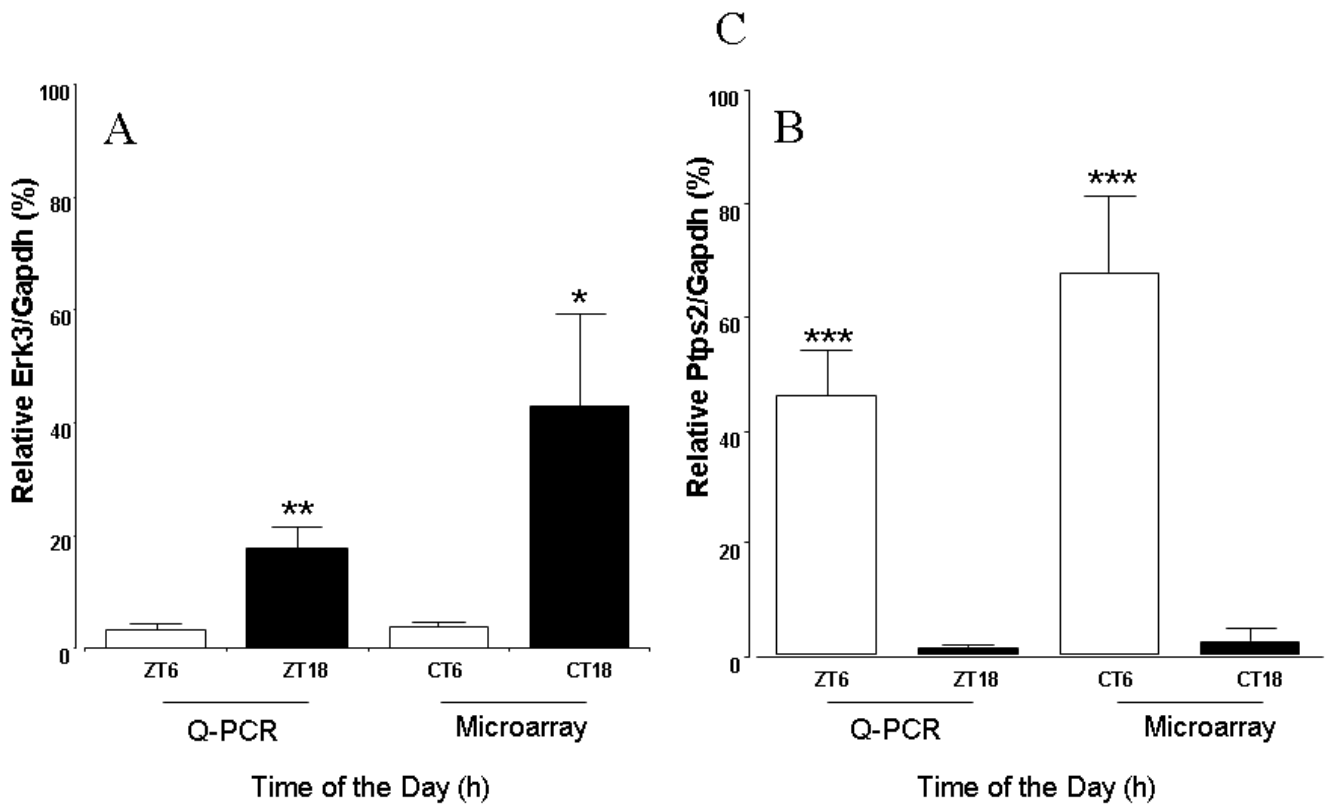 C
A
Relative Erk3/Gapdh (%)
100
80
60
40
20
0
**
*
ZT6 ZT18 CT6 CT18
Q-PCR Microarray
Time of the Day (h)
B
Relative Ptps2/Gapdh (%)
100
80
60
40
20
0
***
***
ZT6 ZT18 CT6 CT18
Q-PCR Microarray
Time of the Day (h)